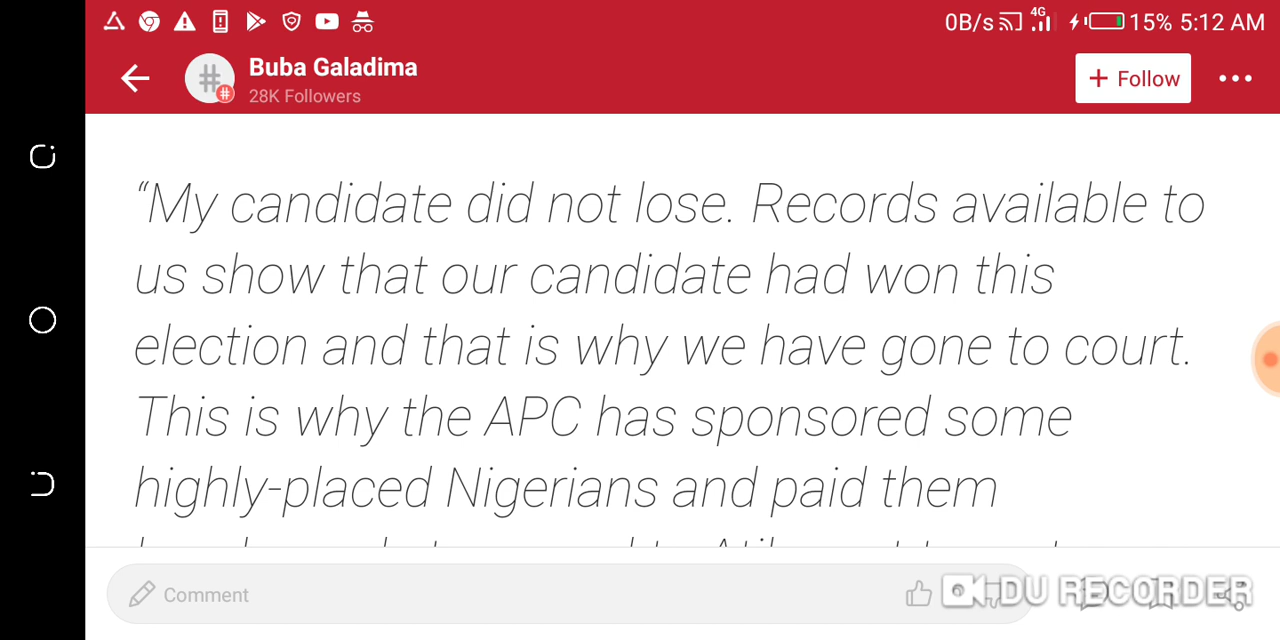 0B/s 4G 15% 5:12 AM
Buba Galadima
28K Followers
+ Follow
“My candidate did not lose. Records available to
us show that our candidate had won this
election and that is why we have gone to court.
This is why the APC has sponsored some
highly-placed Nigerians and paid them
Comment
DU RECORDER